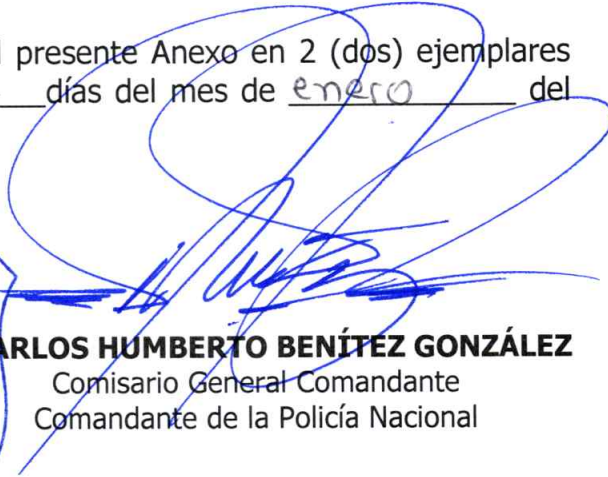 presente Anexo en 2 (dos) ejemplares
días del mes de enero del
ARLOS HUMBERTO BENÍTEZ GONZÁLEZ
Comisario General Comandante
Comandante de la Policía Nacional